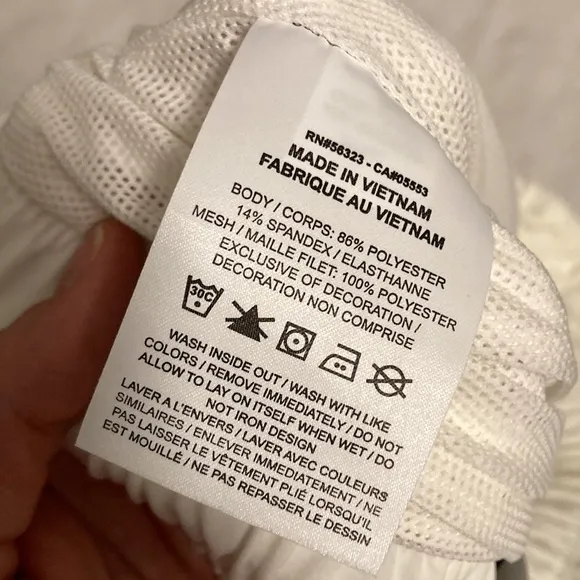 RN#56323 - CA#05553
MADE IN VIETNAM
FABRIQUE AU VIETNAM
BODY / CORPS: 86% POLYESTER
14% SPANDEX / ELASTHANNE
MESH / MAILLE FILET: 100% POLYESTER
EXCLUSIVE OF DECORATION /
DECORATION NON COMPRISE
30C
WASH INSIDE OUT / WASH WITH LIKE
COLORS / REMOVE IMMEDIATELY / DO NOT
ALLOW TO LAY ON ITSELF WHEN WET / DO
NOT IRON DESIGN
LAVER A L'ENVERS / LAVER AVEC COULEURS
SIMILAIRES / ENLEVER IMMEDIATEMENT / NE
PAS LAISSER LE VÊTEMENT PLIÉ LORSQU'IL
EST MOUILLÉ / NE PAS REPASSER LE DESSIN